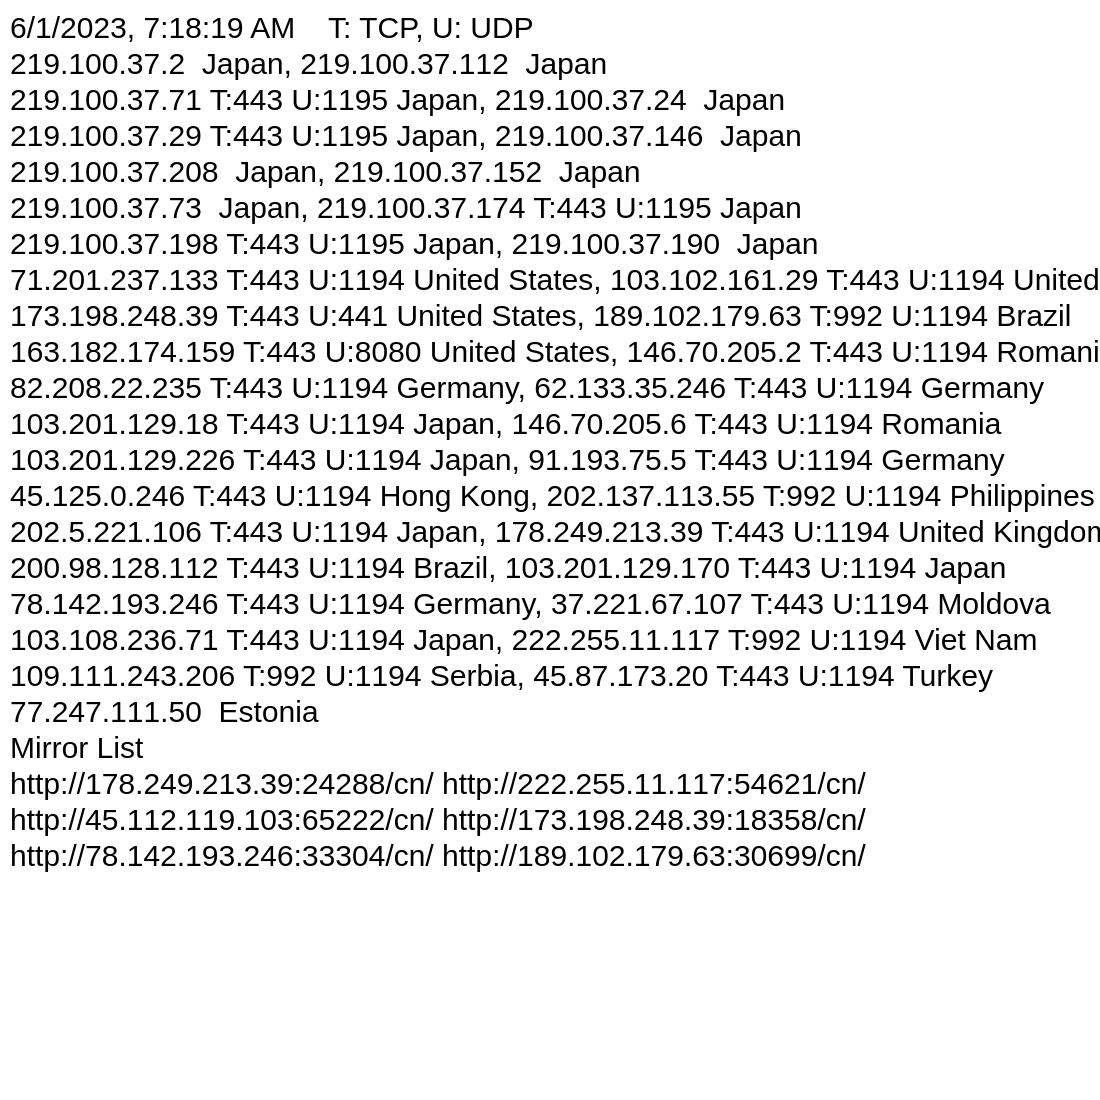 6/1/2023, 7:18:19 AM    T: TCP, U: UDP
219.100.37.2  Japan, 219.100.37.112  Japan
219.100.37.71 T:443 U:1195 Japan, 219.100.37.24  Japan
219.100.37.29 T:443 U:1195 Japan, 219.100.37.146  Japan
219.100.37.208  Japan, 219.100.37.152  Japan
219.100.37.73  Japan, 219.100.37.174 T:443 U:1195 Japan
219.100.37.198 T:443 U:1195 Japan, 219.100.37.190  Japan
71.201.237.133 T:443 U:1194 United States, 103.102.161.29 T:443 U:1194 United
173.198.248.39 T:443 U:441 United States, 189.102.179.63 T:992 U:1194 Brazil
163.182.174.159 T:443 U:8080 United States, 146.70.205.2 T:443 U:1194 Romani
82.208.22.235 T:443 U:1194 Germany, 62.133.35.246 T:443 U:1194 Germany
103.201.129.18 T:443 U:1194 Japan, 146.70.205.6 T:443 U:1194 Romania
103.201.129.226 T:443 U:1194 Japan, 91.193.75.5 T:443 U:1194 Germany
45.125.0.246 T:443 U:1194 Hong Kong, 202.137.113.55 T:992 U:1194 Philippines
202.5.221.106 T:443 U:1194 Japan, 178.249.213.39 T:443 U:1194 United Kingdom
200.98.128.112 T:443 U:1194 Brazil, 103.201.129.170 T:443 U:1194 Japan
78.142.193.246 T:443 U:1194 Germany, 37.221.67.107 T:443 U:1194 Moldova
103.108.236.71 T:443 U:1194 Japan, 222.255.11.117 T:992 U:1194 Viet Nam
109.111.243.206 T:992 U:1194 Serbia, 45.87.173.20 T:443 U:1194 Turkey
77.247.111.50  Estonia
Mirror List
http://178.249.213.39:24288/cn/ http://222.255.11.117:54621/cn/
http://45.112.119.103:65222/cn/ http://173.198.248.39:18358/cn/
http://78.142.193.246:33304/cn/ http://189.102.179.63:30699/cn/